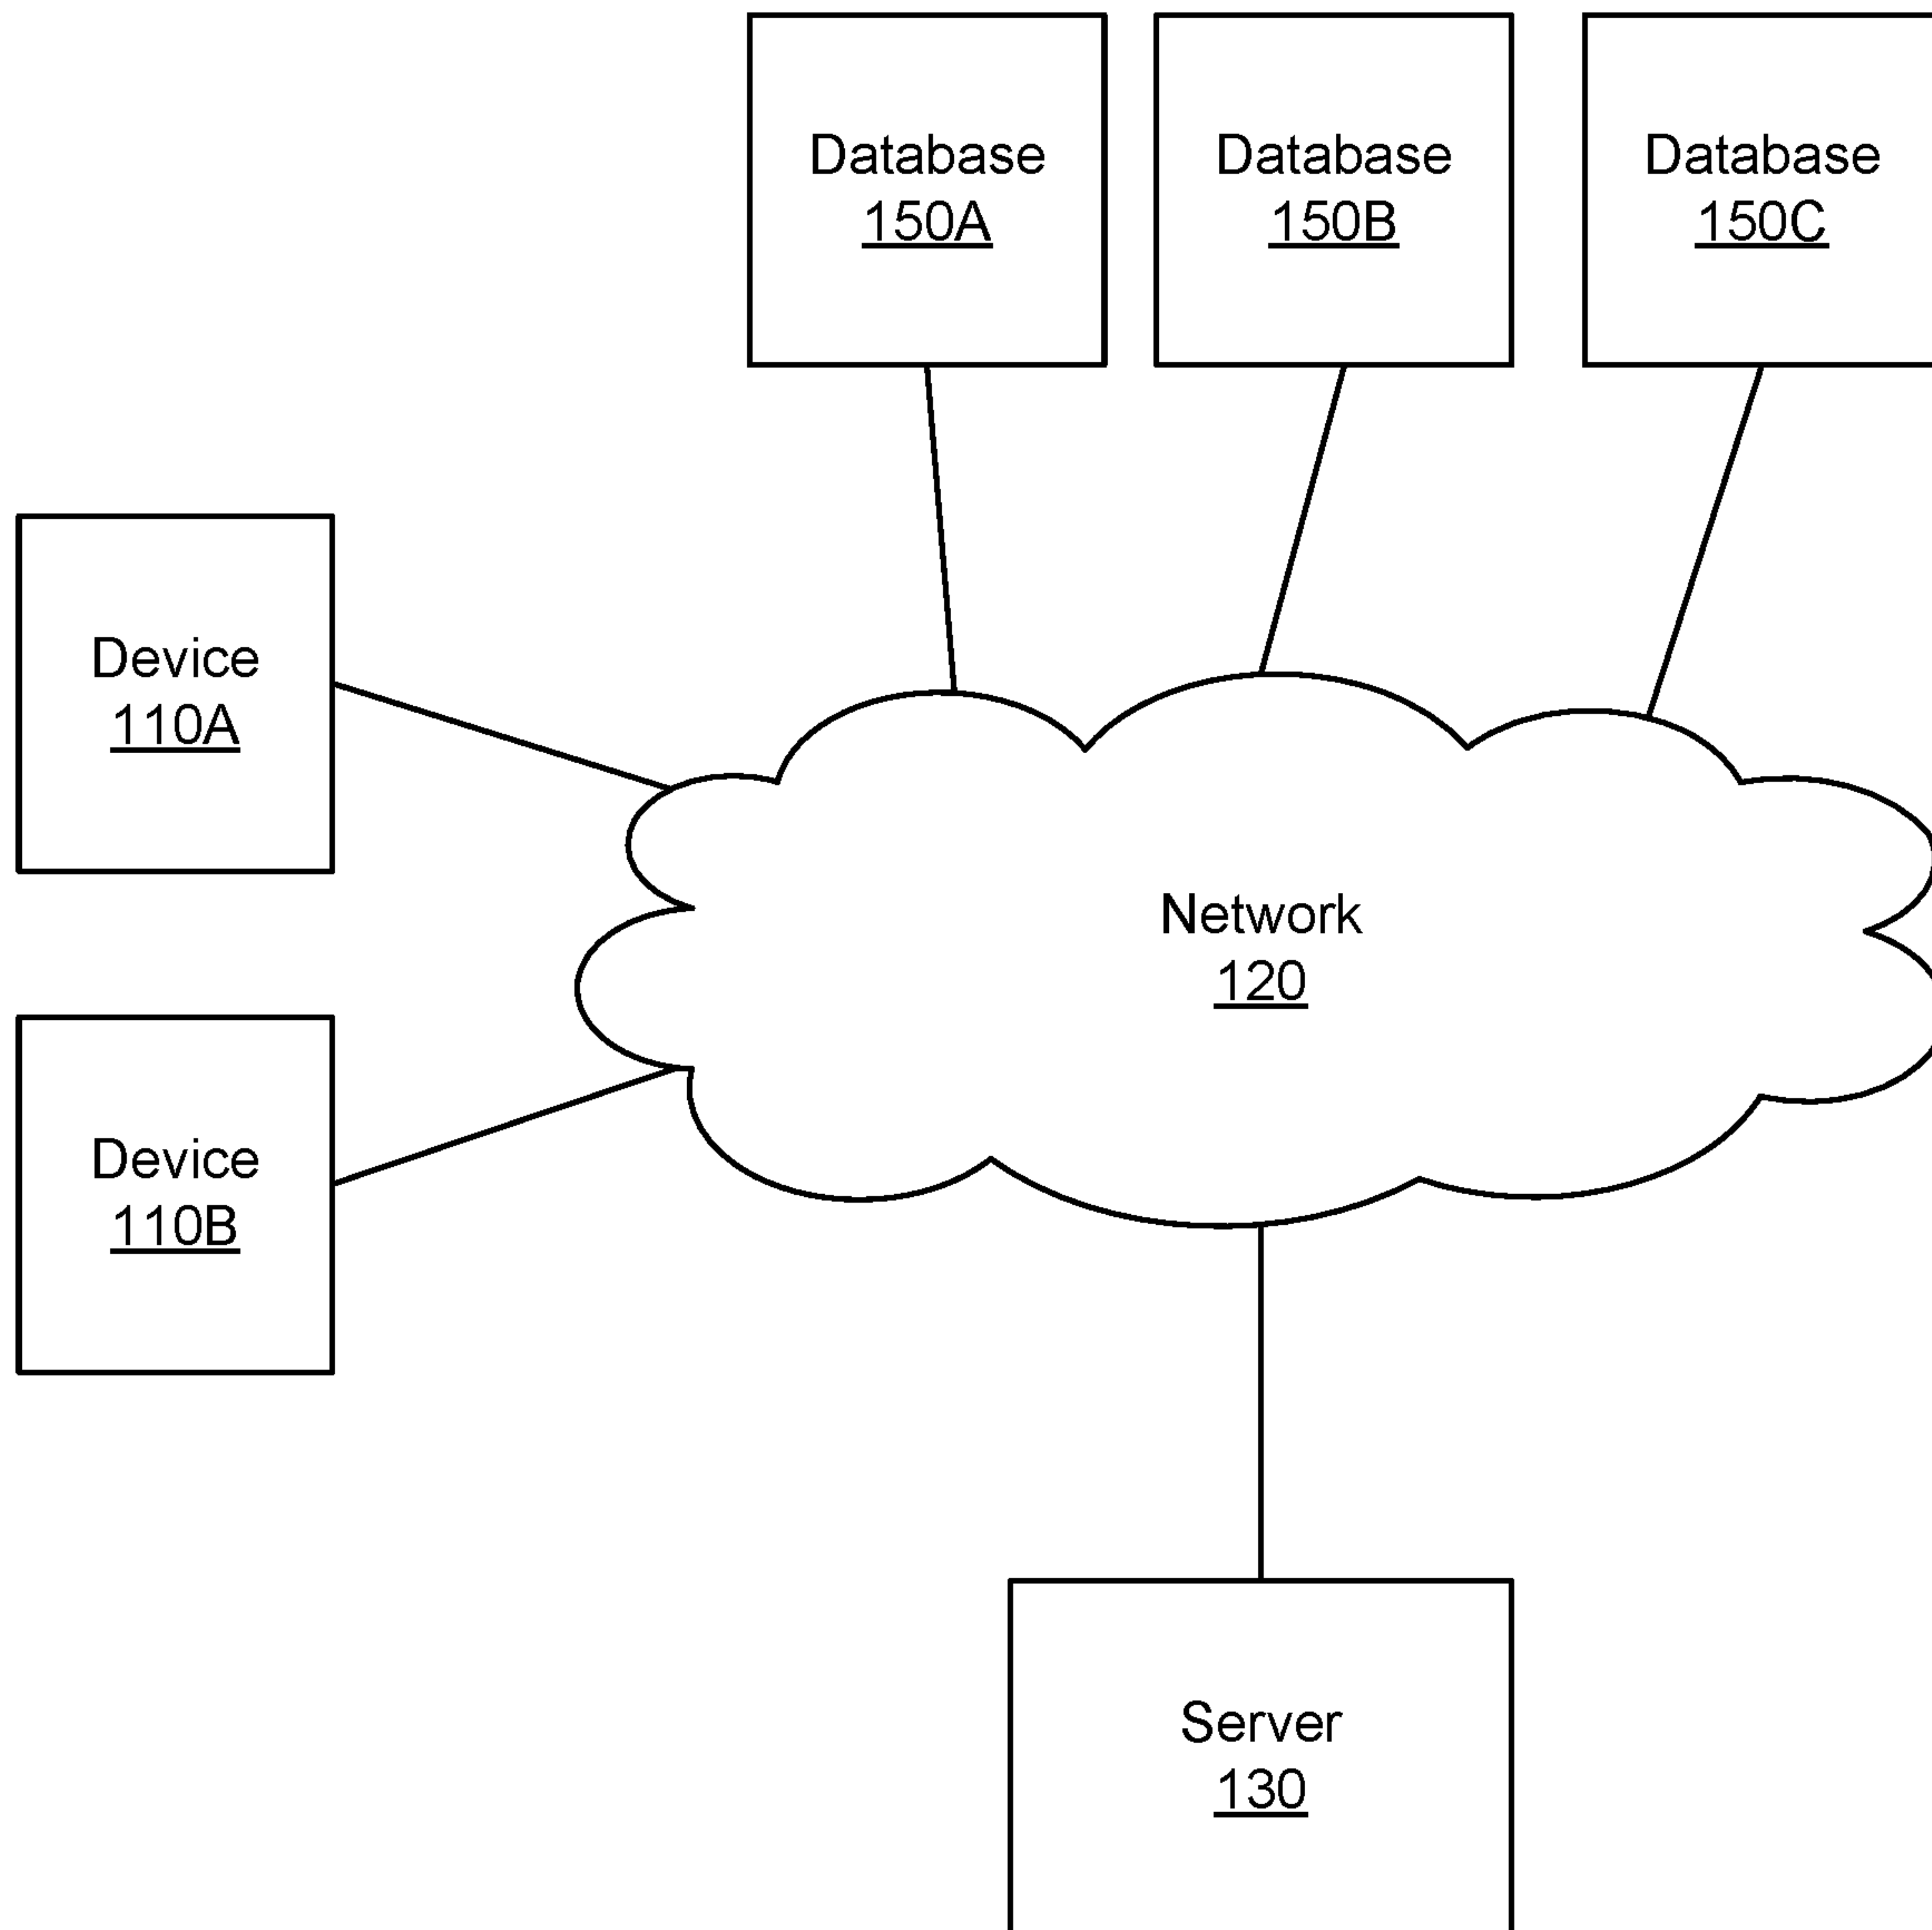 Database
150A
Database
150B
Database
150C
Device
110A
Network
120
Device
110B
Server
130